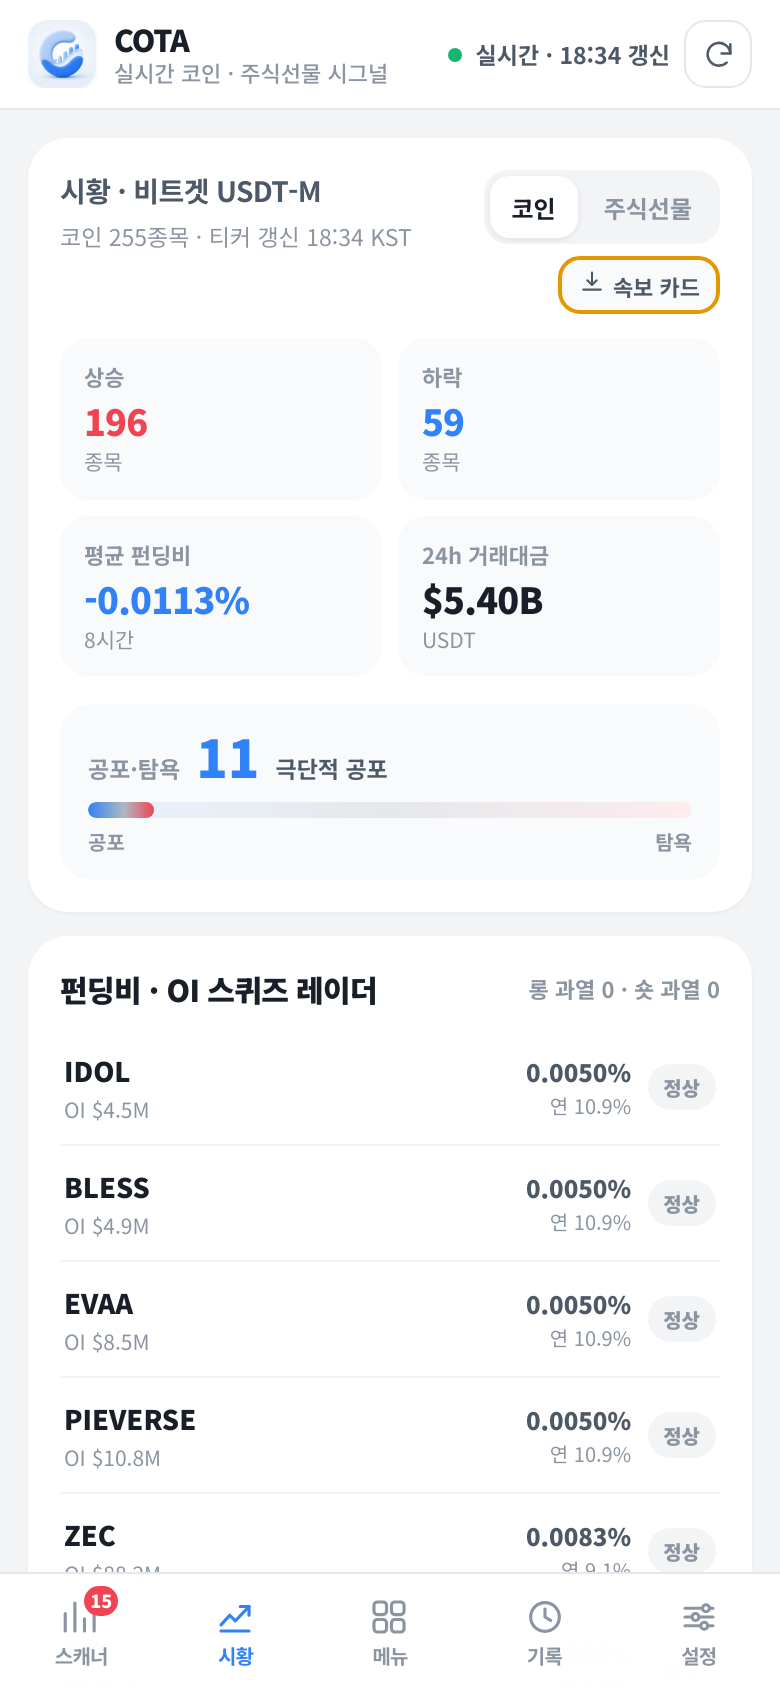 COTA
실시간 코인 · 주식선물 시그널
실시간 · 18:34 갱신
시황 · 비트겟 USDT-M
코인 255종목 · 티커 갱신 18:34 KST
코인
주식선물
속보 카드
상승
196
종목
하락
59
종목
평균 펀딩비
-0.0113%
8시간
24h 거래대금
$5.40B
USDT
공포·탐욕 11 극단적 공포
공포
탐욕
펀딩비 · OI 스퀴즈 레이더
롱 과열 0 · 숏 과열 0
IDOL
OI $4.5M
0.0050%
연 10.9%
정상
BLESS
OI $4.9M
0.0050%
연 10.9%
정상
EVAA
OI $8.5M
0.0050%
연 10.9%
정상
PIEVERSE
OI $10.8M
0.0050%
연 10.9%
정상
ZEC
0.0083%
연 9.1%
정상
15
스캐너
시황
메뉴
기록
설정